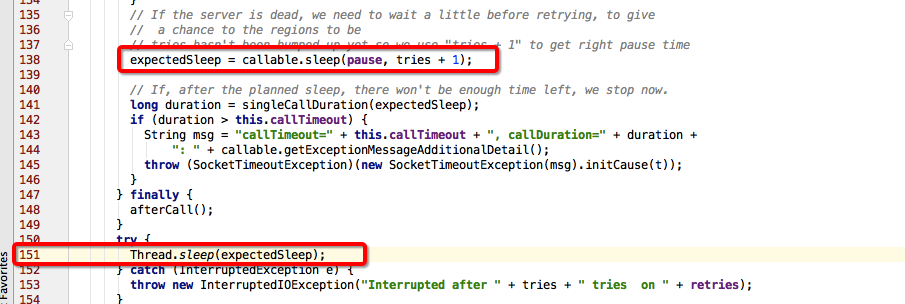 134 }
135 // If the server is dead, we need to wait a little before retrying, to give
136 //  a chance to the regions to be
137 // tries hasn't been bumped up yet so we use "tries + 1" to get right pause time
138 expectedSleep = callable.sleep(pause, tries + 1);
139
140 // If, after the planned sleep, there won't be enough time left, we stop now.
141 long duration = singleCallDuration(expectedSleep);
142 if (duration > this.callTimeout) {
143 String msg = "callTimeout=" + this.callTimeout + ", callDuration=" + duration +
144 ": " + callable.getExceptionMessageAdditionalDetail();
145 throw (SocketTimeoutException)(new SocketTimeoutException(msg).initCause(t));
146 }
147 } finally {
148 afterCall();
149 }
150 try {
151 Thread.sleep(expectedSleep);
152 } catch (InterruptedException e) {
153 throw new InterruptedIOException("Interrupted after " + tries + " tries  on " + retries);
154 }
Favorites